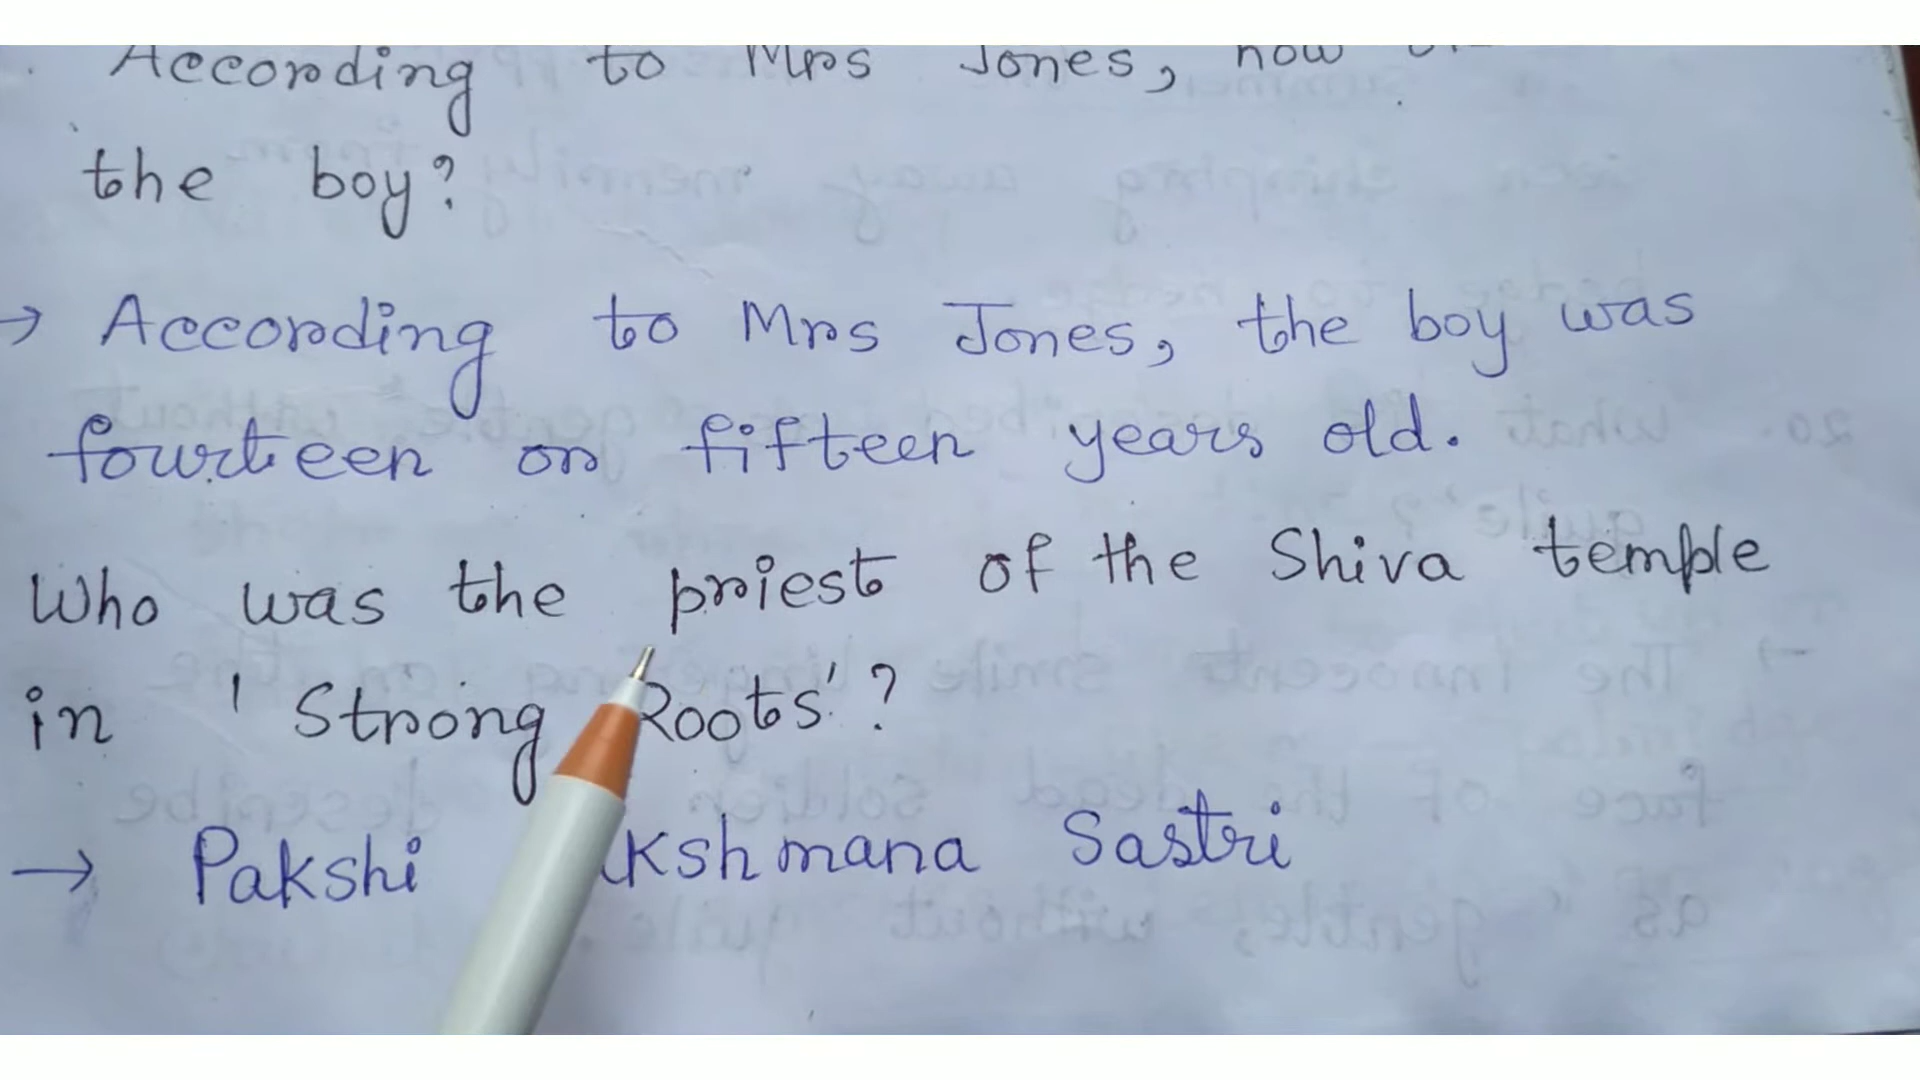 According to Mrs Jones, how
the boy?
→ According to Mrs Jones, the boy was
fourteen or fifteen years old.
Who was the priest of the Shiva temple
in 'Strong Roots'?
→ Pakshi kshmana Sastri